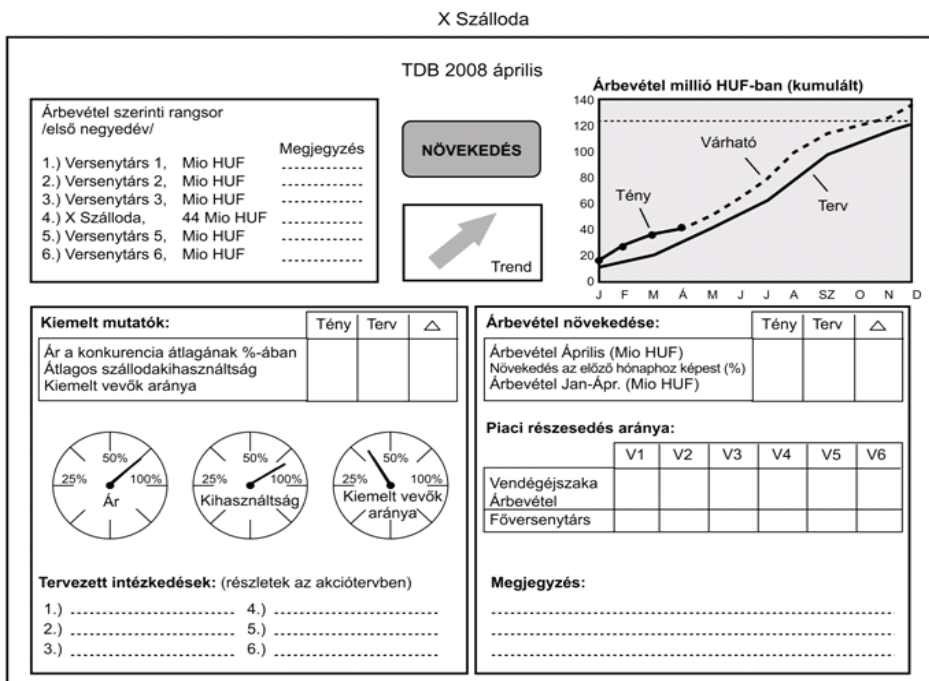 X Szálloda
TDB 2008 április
Árbevétel szerinti rangsor
/első negyedév/
Megjegyzés
1.) Versenytárs 1, Mio HUF
2.) Versenytárs 2, Mio HUF
3.) Versenytárs 3, Mio HUF
4.) X Szálloda, 44 Mio HUF
5.) Versenytárs 5, Mio HUF
6.) Versenytárs 6, Mio HUF
NÖVEKEDÉS
Trend
Árbevétel millió HUF-ban (kumulált)
140
120
100
80
60
40
20
0
Várható
Tény
Terv
J F M Á M J J A SZ O N D
Kiemelt mutatók: Tény Terv △
Ár a konkurencia átlagának %-ában
Átlagos szállodakihasználtság
Kiemelt vevők aránya
25% 50% 100%
Ár
25% 50% 100%
Kihasználtság
25% 50% 100%
Kiemelt vevők
aránya
Tervezett intézkedések: (részletek az akciótervben)
1.) 4.)
2.) 5.)
3.) 6.)
Árbevétel növekedése: Tény Terv △
Árbevétel Április (Mio HUF)
Növekedés az előző hónaphoz képest (%)
Árbevétel Jan-Ápr. (Mio HUF)
Piaci részesedés aránya:
V1 V2 V3 V4 V5 V6
Vendégéjszaka
Árbevétel
Főversenytárs
Megjegyzés: